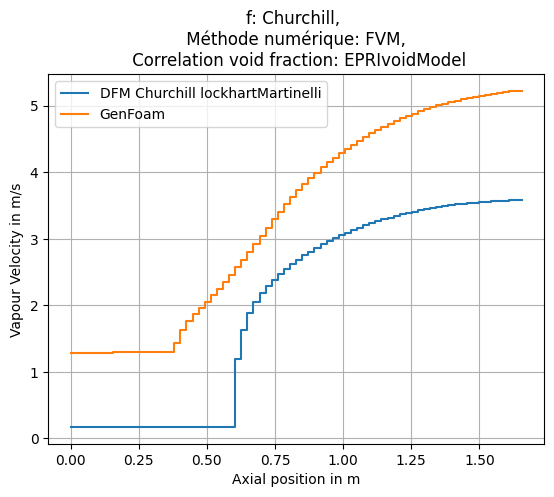 f: Churchill,
Méthode numérique: FVM,
Correlation void fraction: EPRIvoidModel
DFM Churchill lockhartMartinelli
GenFoam
Vapour Velocity in m/s
5
4
3
2
1
0
0.00 0.25 0.50 0.75 1.00 1.25 1.50
Axial position in m